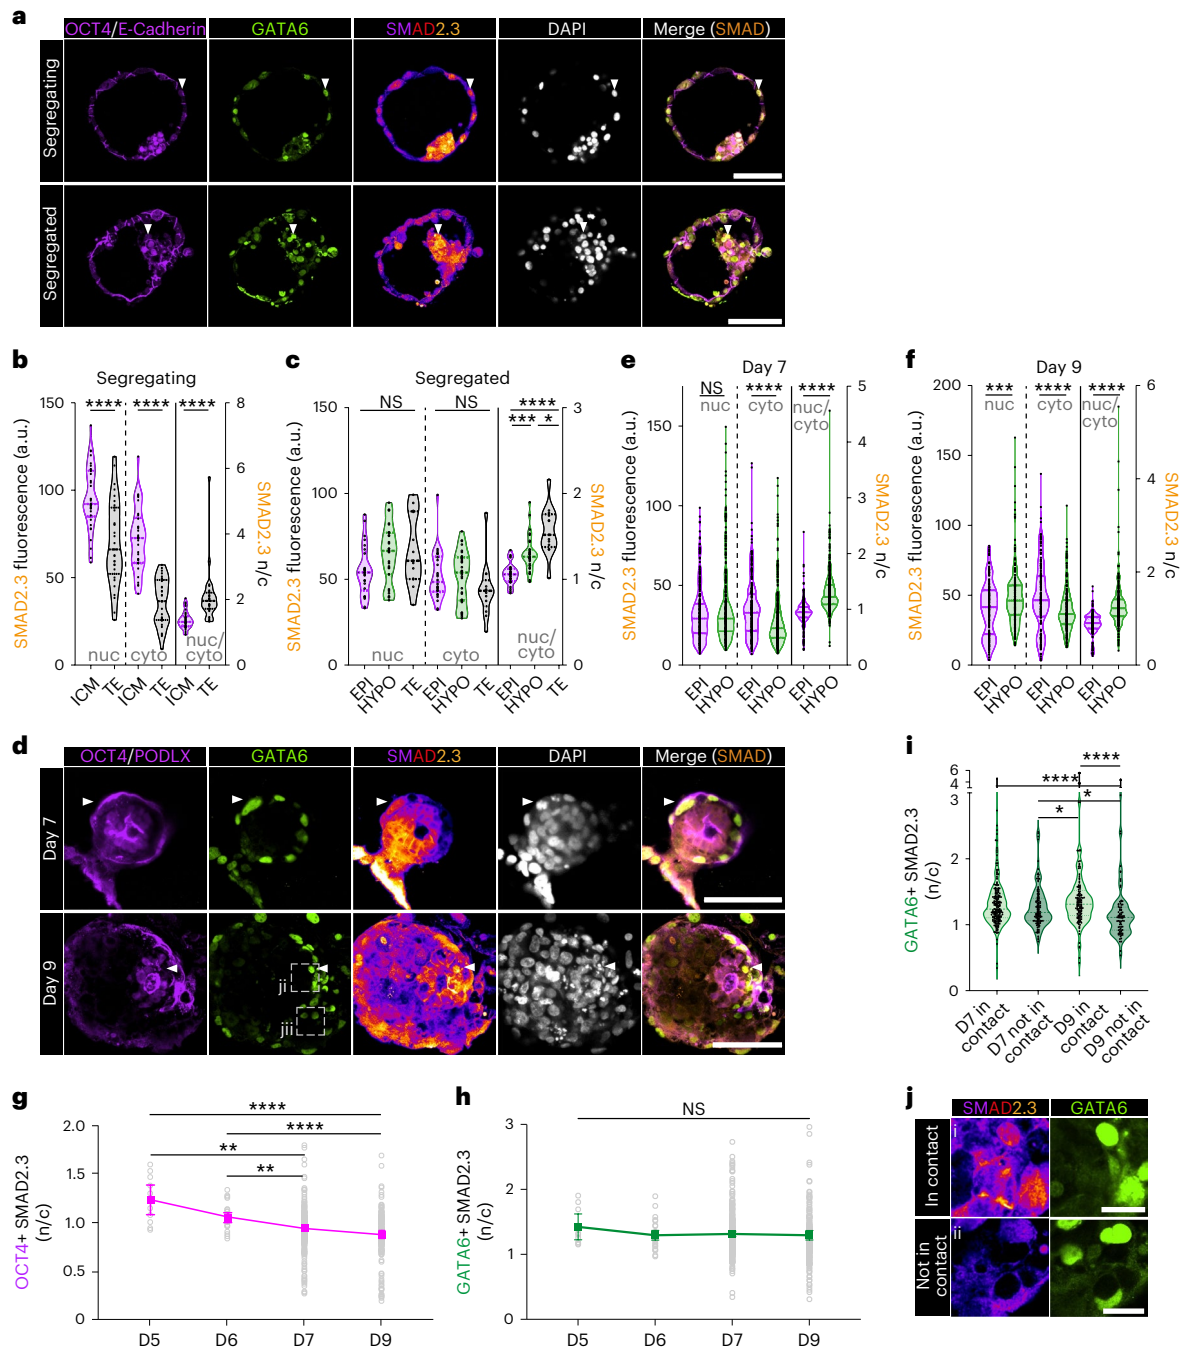 a
OCT4/E-Cadherin GATA6 SMAD2.3 DAPI Merge (SMAD)
Segregating
Segregated
b
Segregating
SMAD2.3 fluorescence (a.u.)
150
100
50
0
8
6
4
2
0
**** **** ****
nuc cyto nuc/
cyto
ICM TE ICM TE ICM TE
c
Segregated
SMAD2.3 fluorescence (a.u.)
SMAD2.3 n/c
150
100
50
0
3
2
1
0
NS NS ****
*** *
nuc cyto nuc/
cyto
EPI HYPO TE EPI HYPO TE EPI HYPO TE
SMAD2.3 n/c
e
Day 7
SMAD2.3 fluorescence (a.u.)
150
100
50
0
5
4
3
2
1
0
NS **** ****
nuc cyto nuc/
cyto
EPI HYPO EPI HYPO EPI HYPO
SMAD2.3 n/c
f
Day 9
SMAD2.3 fluorescence (a.u.)
200
150
100
50
0
6
4
2
0
*** **** ****
nuc cyto nuc/
cyto
EPI HYPO EPI HYPO EPI HYPO
SMAD2.3 n/c
d
OCT4/PODLX GATA6 SMAD2.3 DAPI Merge (SMAD)
Day 7
Day 9
ji
jii
i
GATA6+ SMAD2.3
(n/c)
6
4
3
2
1
0
****
****
*
*
D7 in
contact
D7 not in
contact
D9 in
contact
D9 not in
contact
g
OCT4+ SMAD2.3
(n/c)
2.0
1.5
1.0
0.5
0
****
****
**
**
D5 D6 D7 D9
h
GATA6+ SMAD2.3
(n/c)
3
2
1
0
NS
D5 D6 D7 D9
j
SMAD2.3 GATA6
In contact
i
Not in
contact
ii